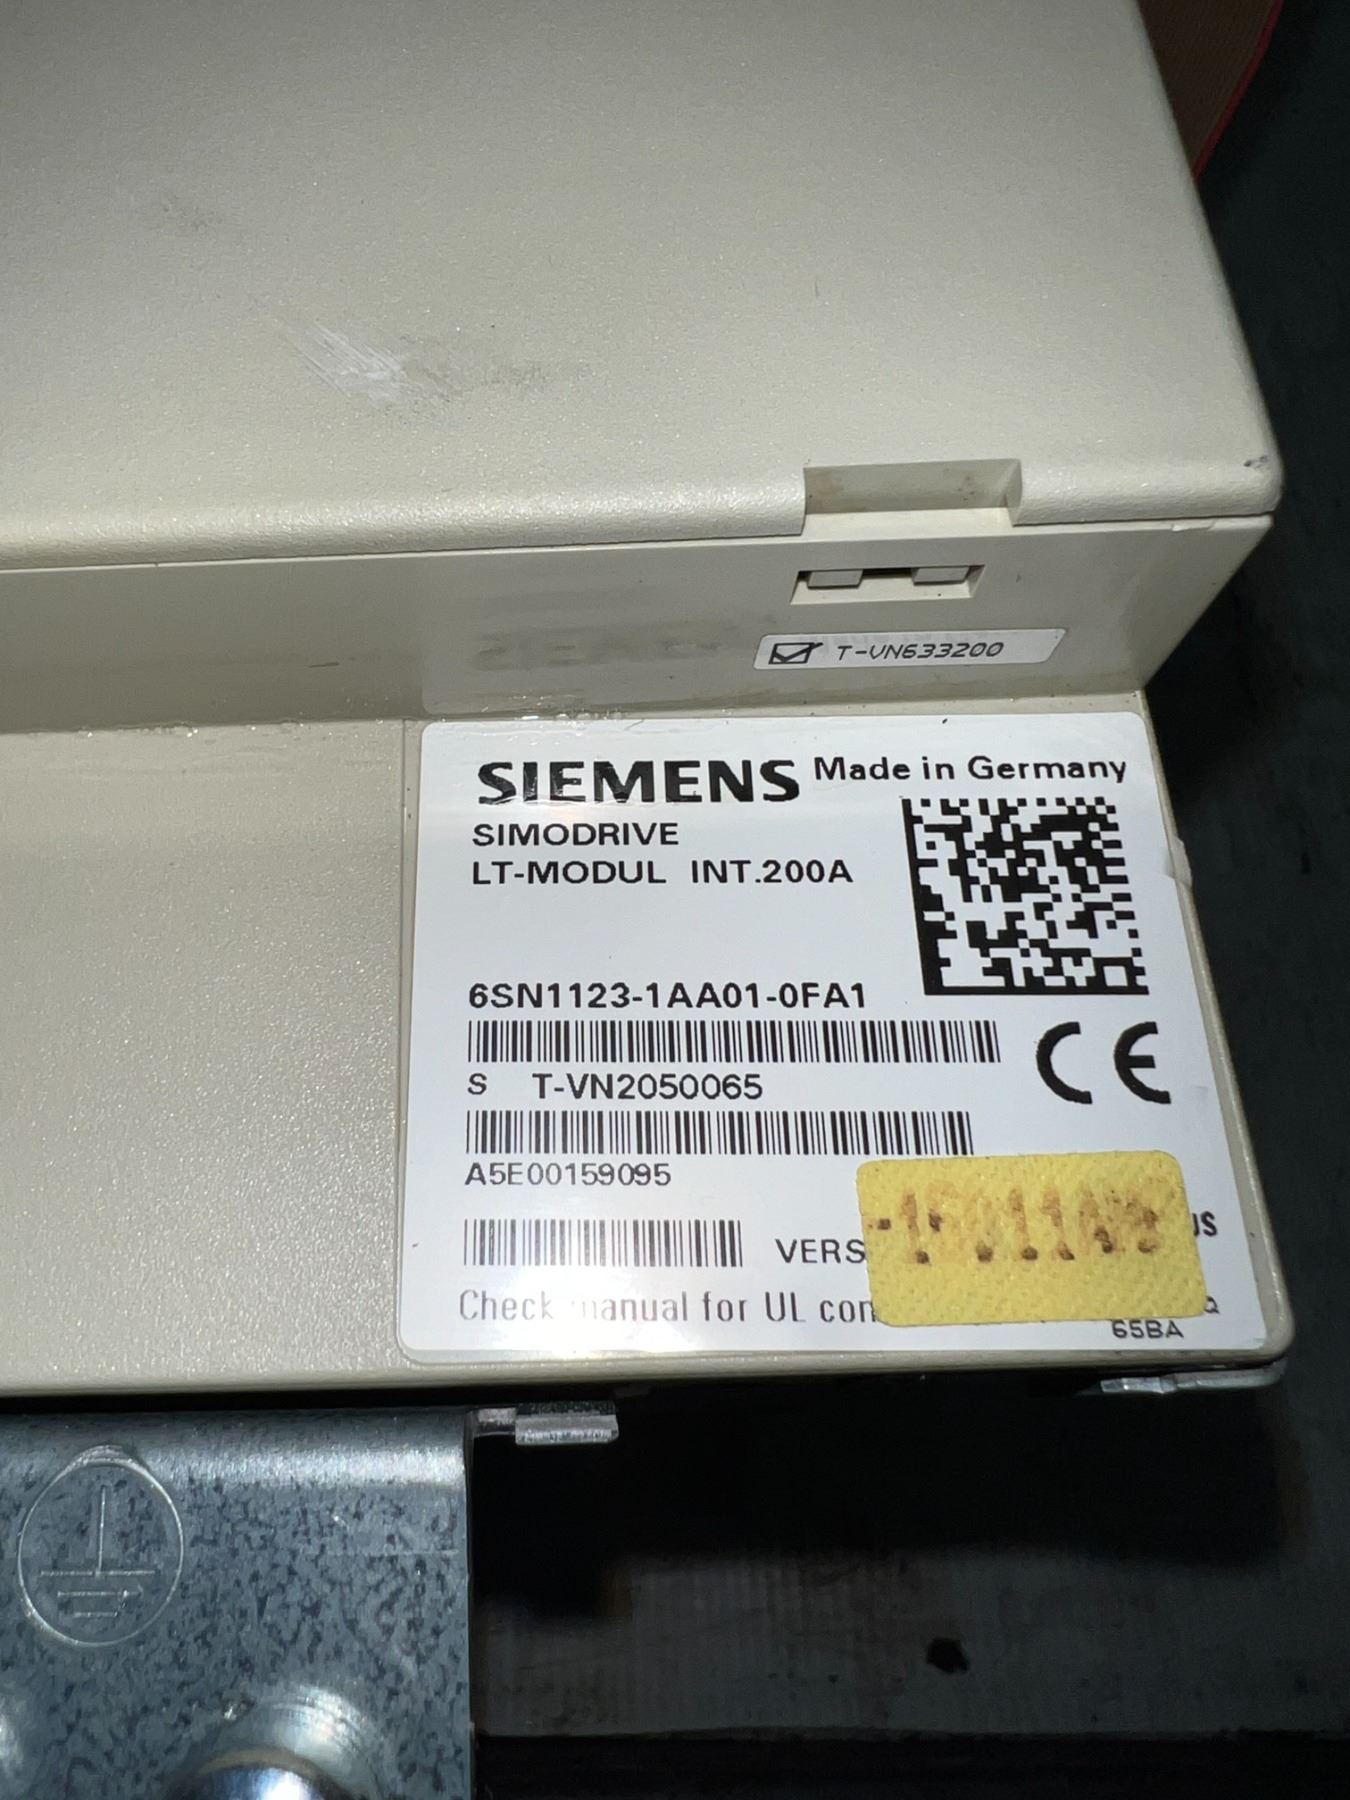 T-VN633200
SIEMENS Made in Germany
SIMODRIVE
LT-MODUL INT.200A
6SN1123-1AA01-0FA1
S T-VN2050065
A5E00159095
VERS
Check manual for UL
65BA